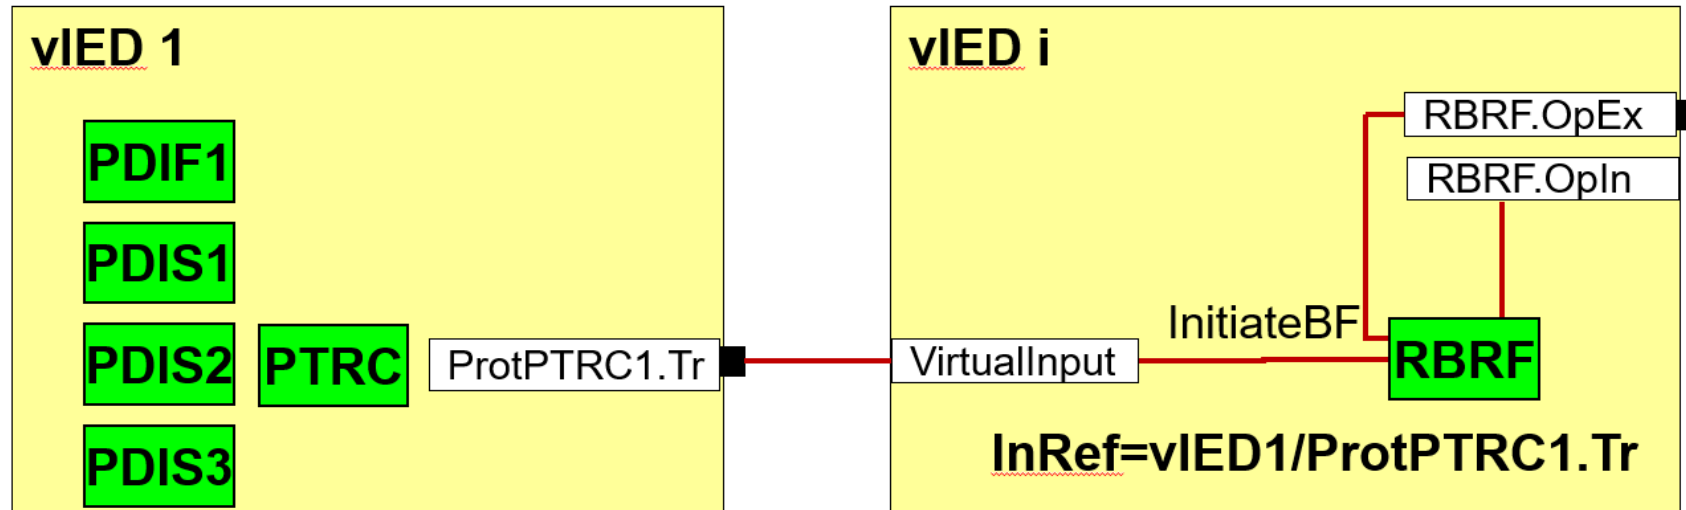 vIED 1
PDIF1
PDIS1
PDIS2
PTRC
ProtPTRC1.Tr
PDIS3
vIED i
RBRF.OpEx
RBRF.OpIn
InitiateBF
VirtualInput
RBRF
InRef=vIED1/ProtPTRC1.Tr